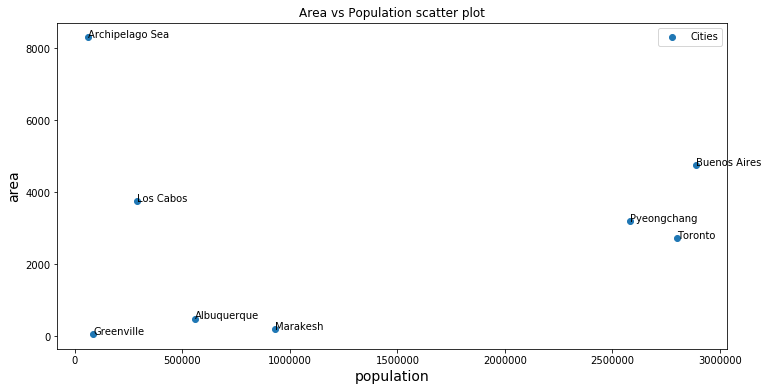 Area vs Population scatter plot
Archipelago Sea
Cities
8000
6000
Buenos Aires
area
4000
Los Cabos
Pyeongchang
Toronto
2000
Albuquerque
Marakesh
Greenville
0
0 500000 1000000 1500000 2000000 2500000 3000000
population